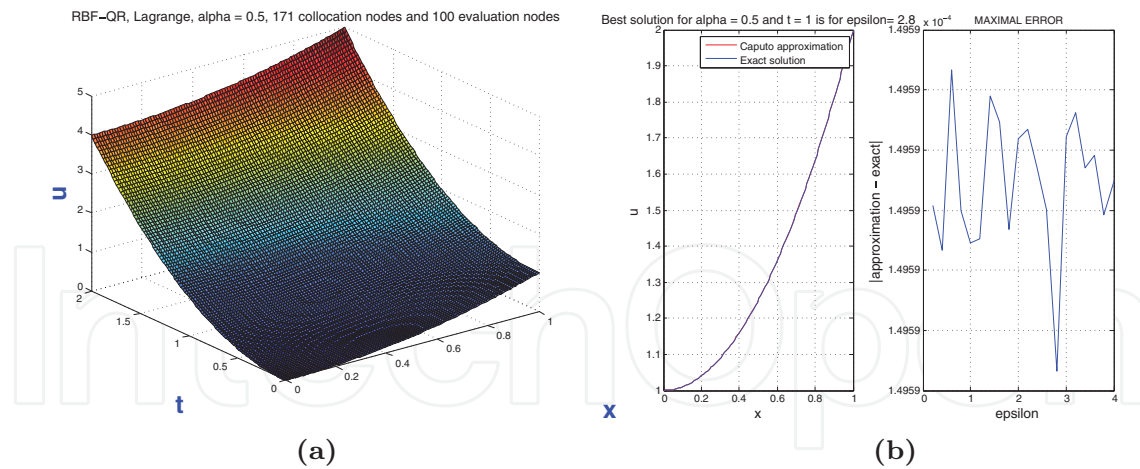 RBF-QR, Lagrange, alpha = 0.5, 171 collocation nodes and 100 evaluation nodes
5
4
3
2
1
0
u
2
1.5
1
0.5
0
t
0
0.2
0.4
0.6
0.8
1
x
(a)
Best solution for alpha = 0.5 and t = 1 is for epsilon= 2.8
Caputo approximation
Exact solution
2
1.9
1.8
1.7
1.6
1.5
1.4
1.3
1.2
1.1
1
u
0 0.2 0.4 0.6 0.8 1
x
MAXIMAL ERROR
x 10⁻⁴
1.4959
1.4959
1.4959
1.4959
1.4959
1.4959
1.4959
|approximation − exact|
0 1 2 3 4
epsilon
(b)
IntechOpen